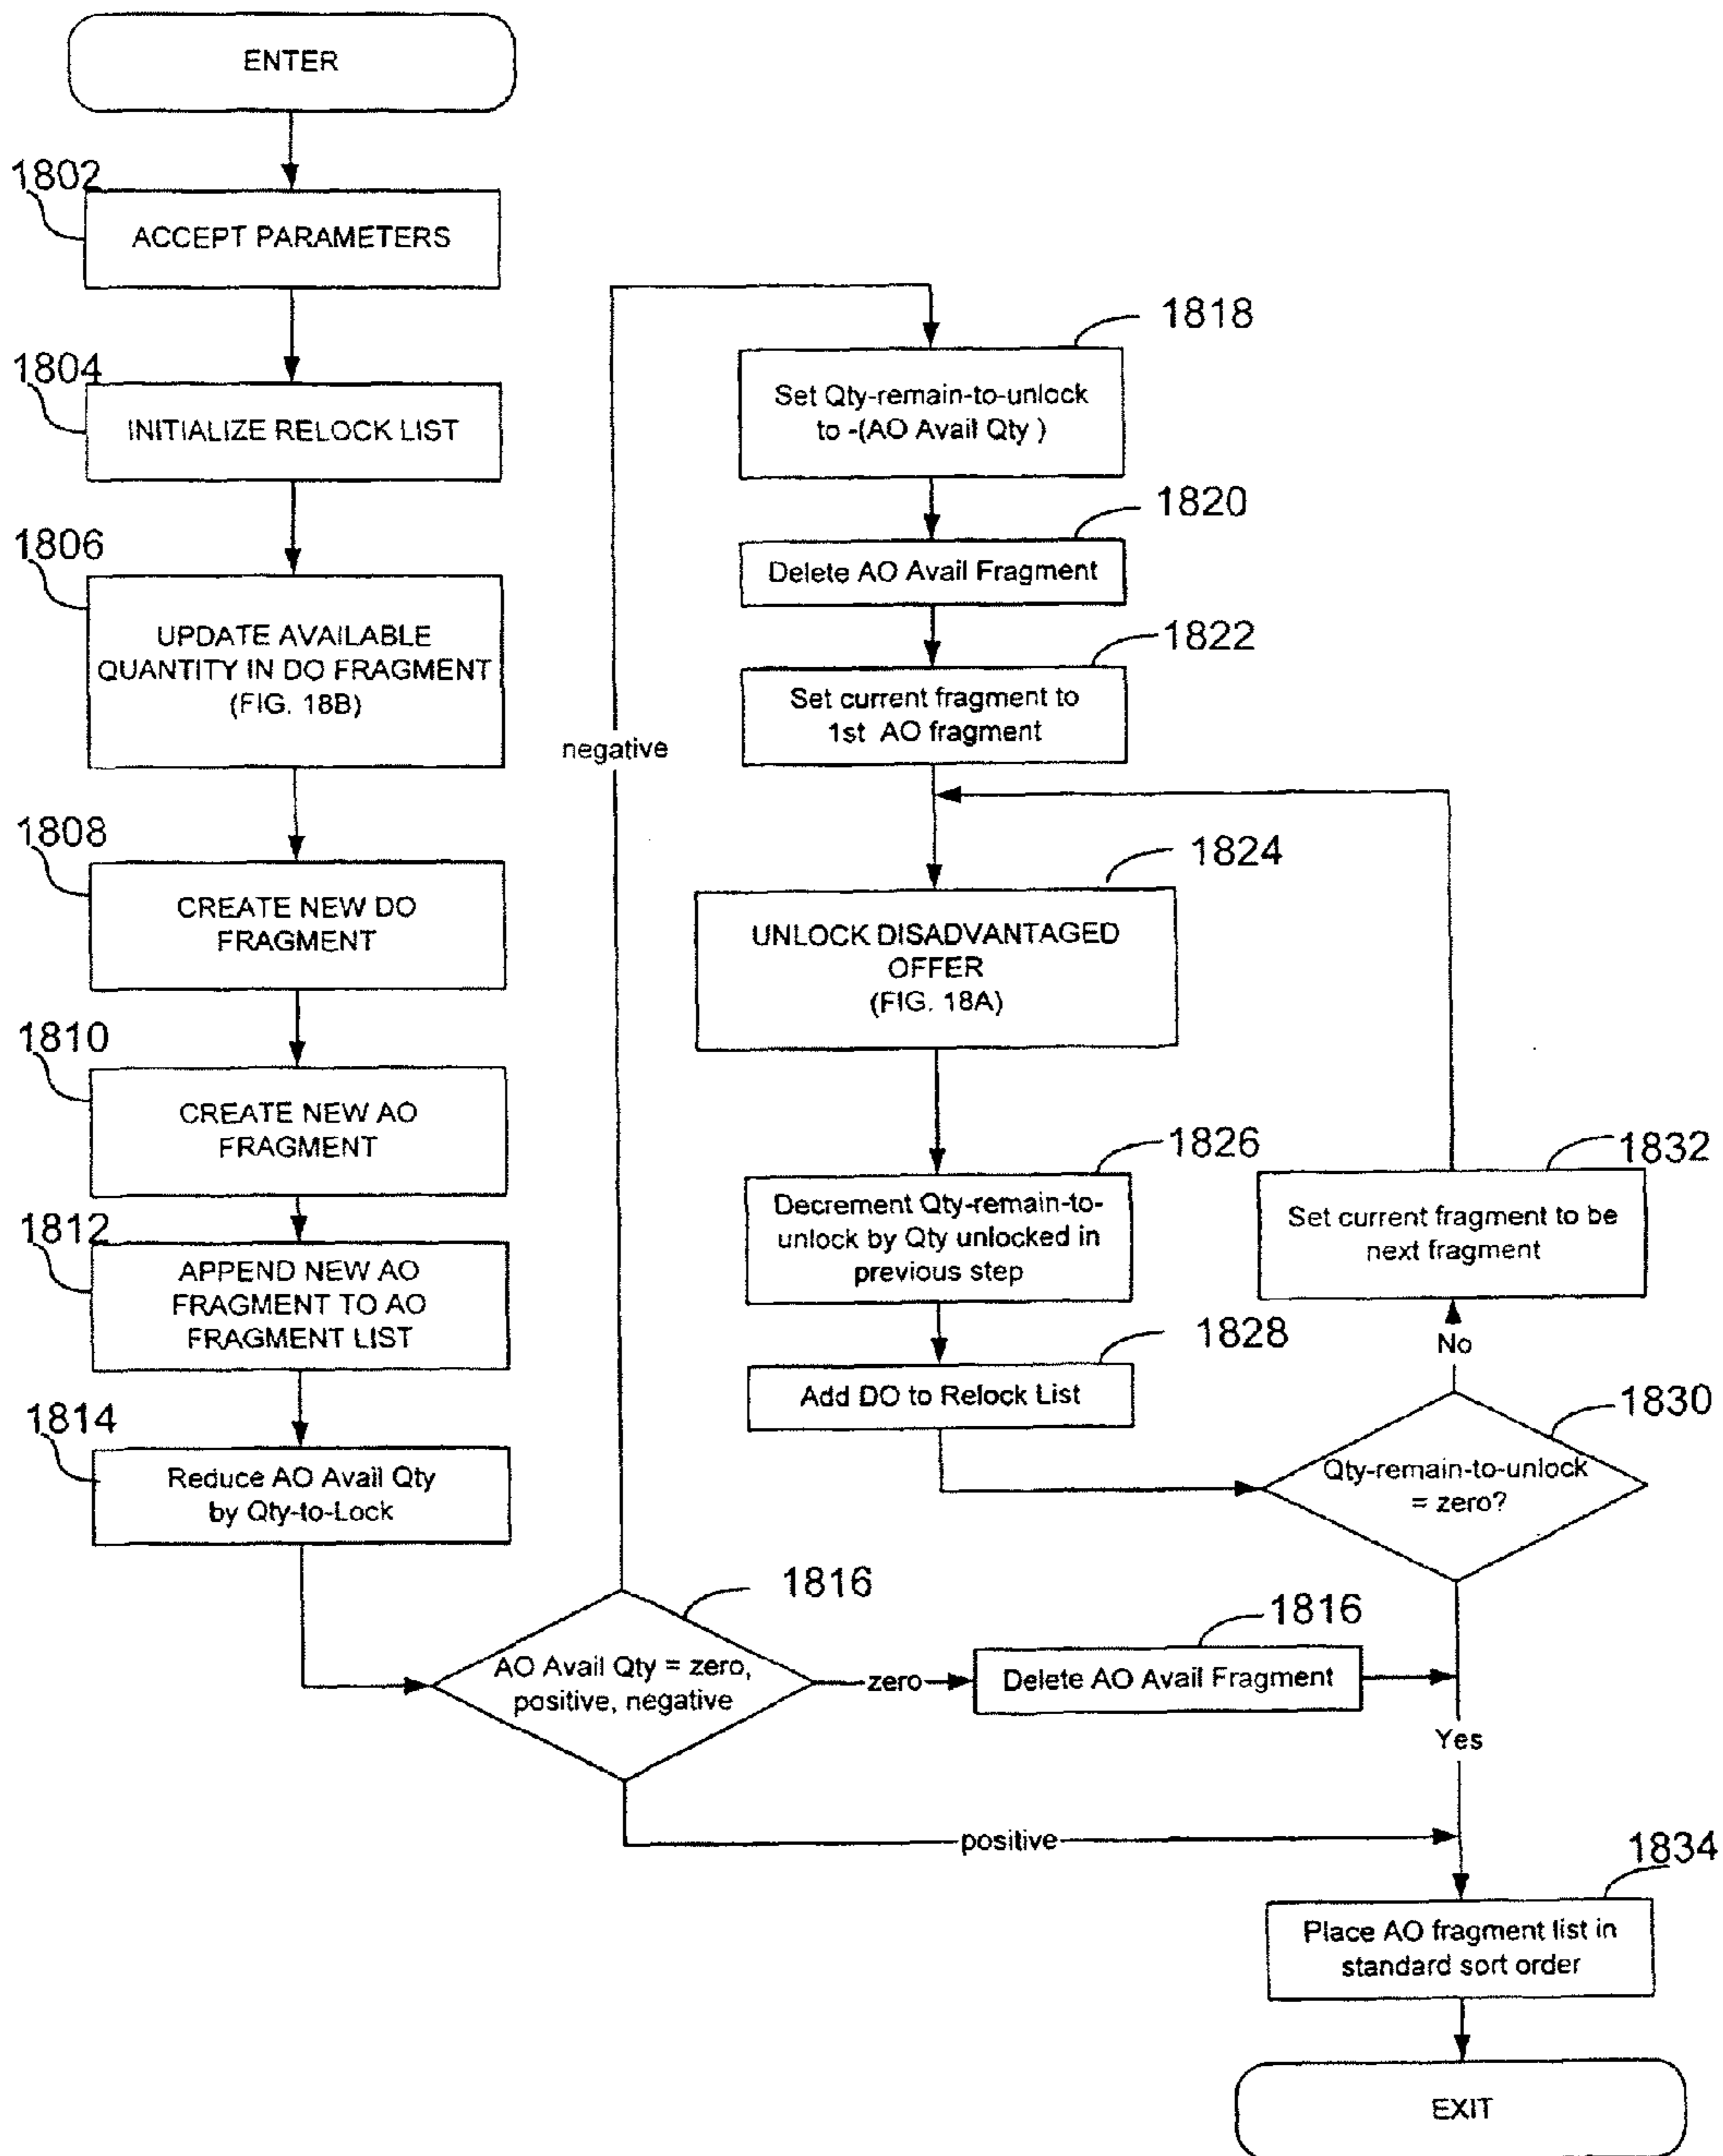 ENTER
1802
ACCEPT PARAMETERS
1804
INITIALIZE RELOCK LIST
1806
UPDATE AVAILABLE
QUANTITY IN DO FRAGMENT
(FIG. 18B)
1808
CREATE NEW DO
FRAGMENT
1810
CREATE NEW AO
FRAGMENT
1812
APPEND NEW AO
FRAGMENT TO AO
FRAGMENT LIST
1814
Reduce AO Avail Qty
by Qty-to-Lock
1816
AO Avail Qty = zero,
positive, negative
negative
zero
positive
1818
Set Qty-remain-to-unlock
to -(AO Avail Qty )
1820
Delete AO Avail Fragment
1822
Set current fragment to
1st AO fragment
1824
UNLOCK DISADVANTAGED
OFFER
(FIG. 18A)
1826
Decrement Qty-remain-to-
unlock by Qty unlocked in
previous step
1828
Add DO to Relock List
1830
Qty-remain-to-unlock
= zero?
No
1832
Set current fragment to be
next fragment
1816
Delete AO Avail Fragment
Yes
1834
Place AO fragment list in
standard sort order
EXIT